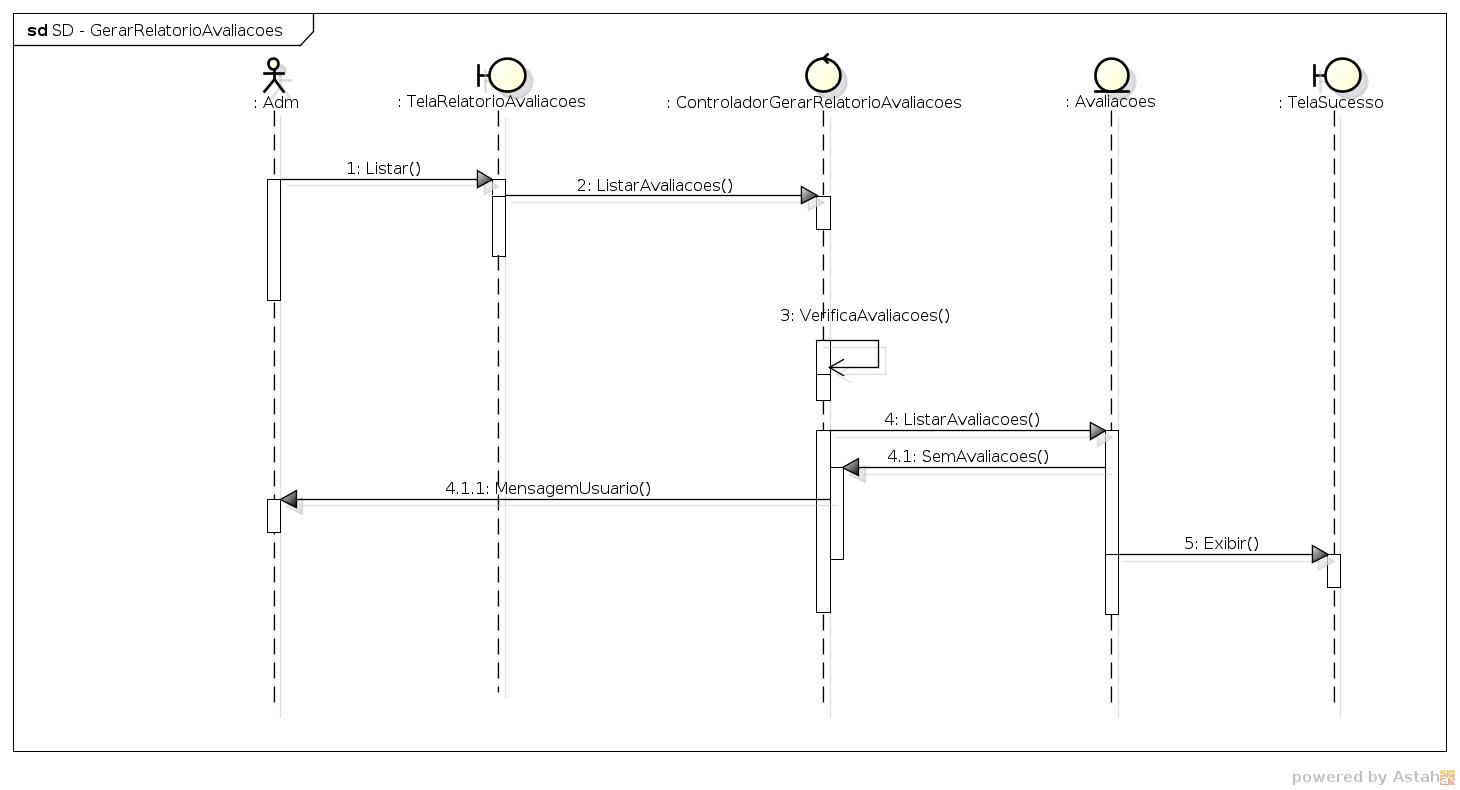 sd SD - GerarRelatorioAvaliacoes
: Adm
: TelaRelatorioAvaliacoes
: ControladorGerarRelatorioAvaliacoes
: Avaliacoes
: TelaSucesso
1: Listar()
2: ListarAvaliacoes()
3: VerificaAvaliacoes()
4: ListarAvaliacoes()
4.1: SemAvaliacoes()
4.1.1: MensagemUsuario()
5: Exibir()
powered by Astah